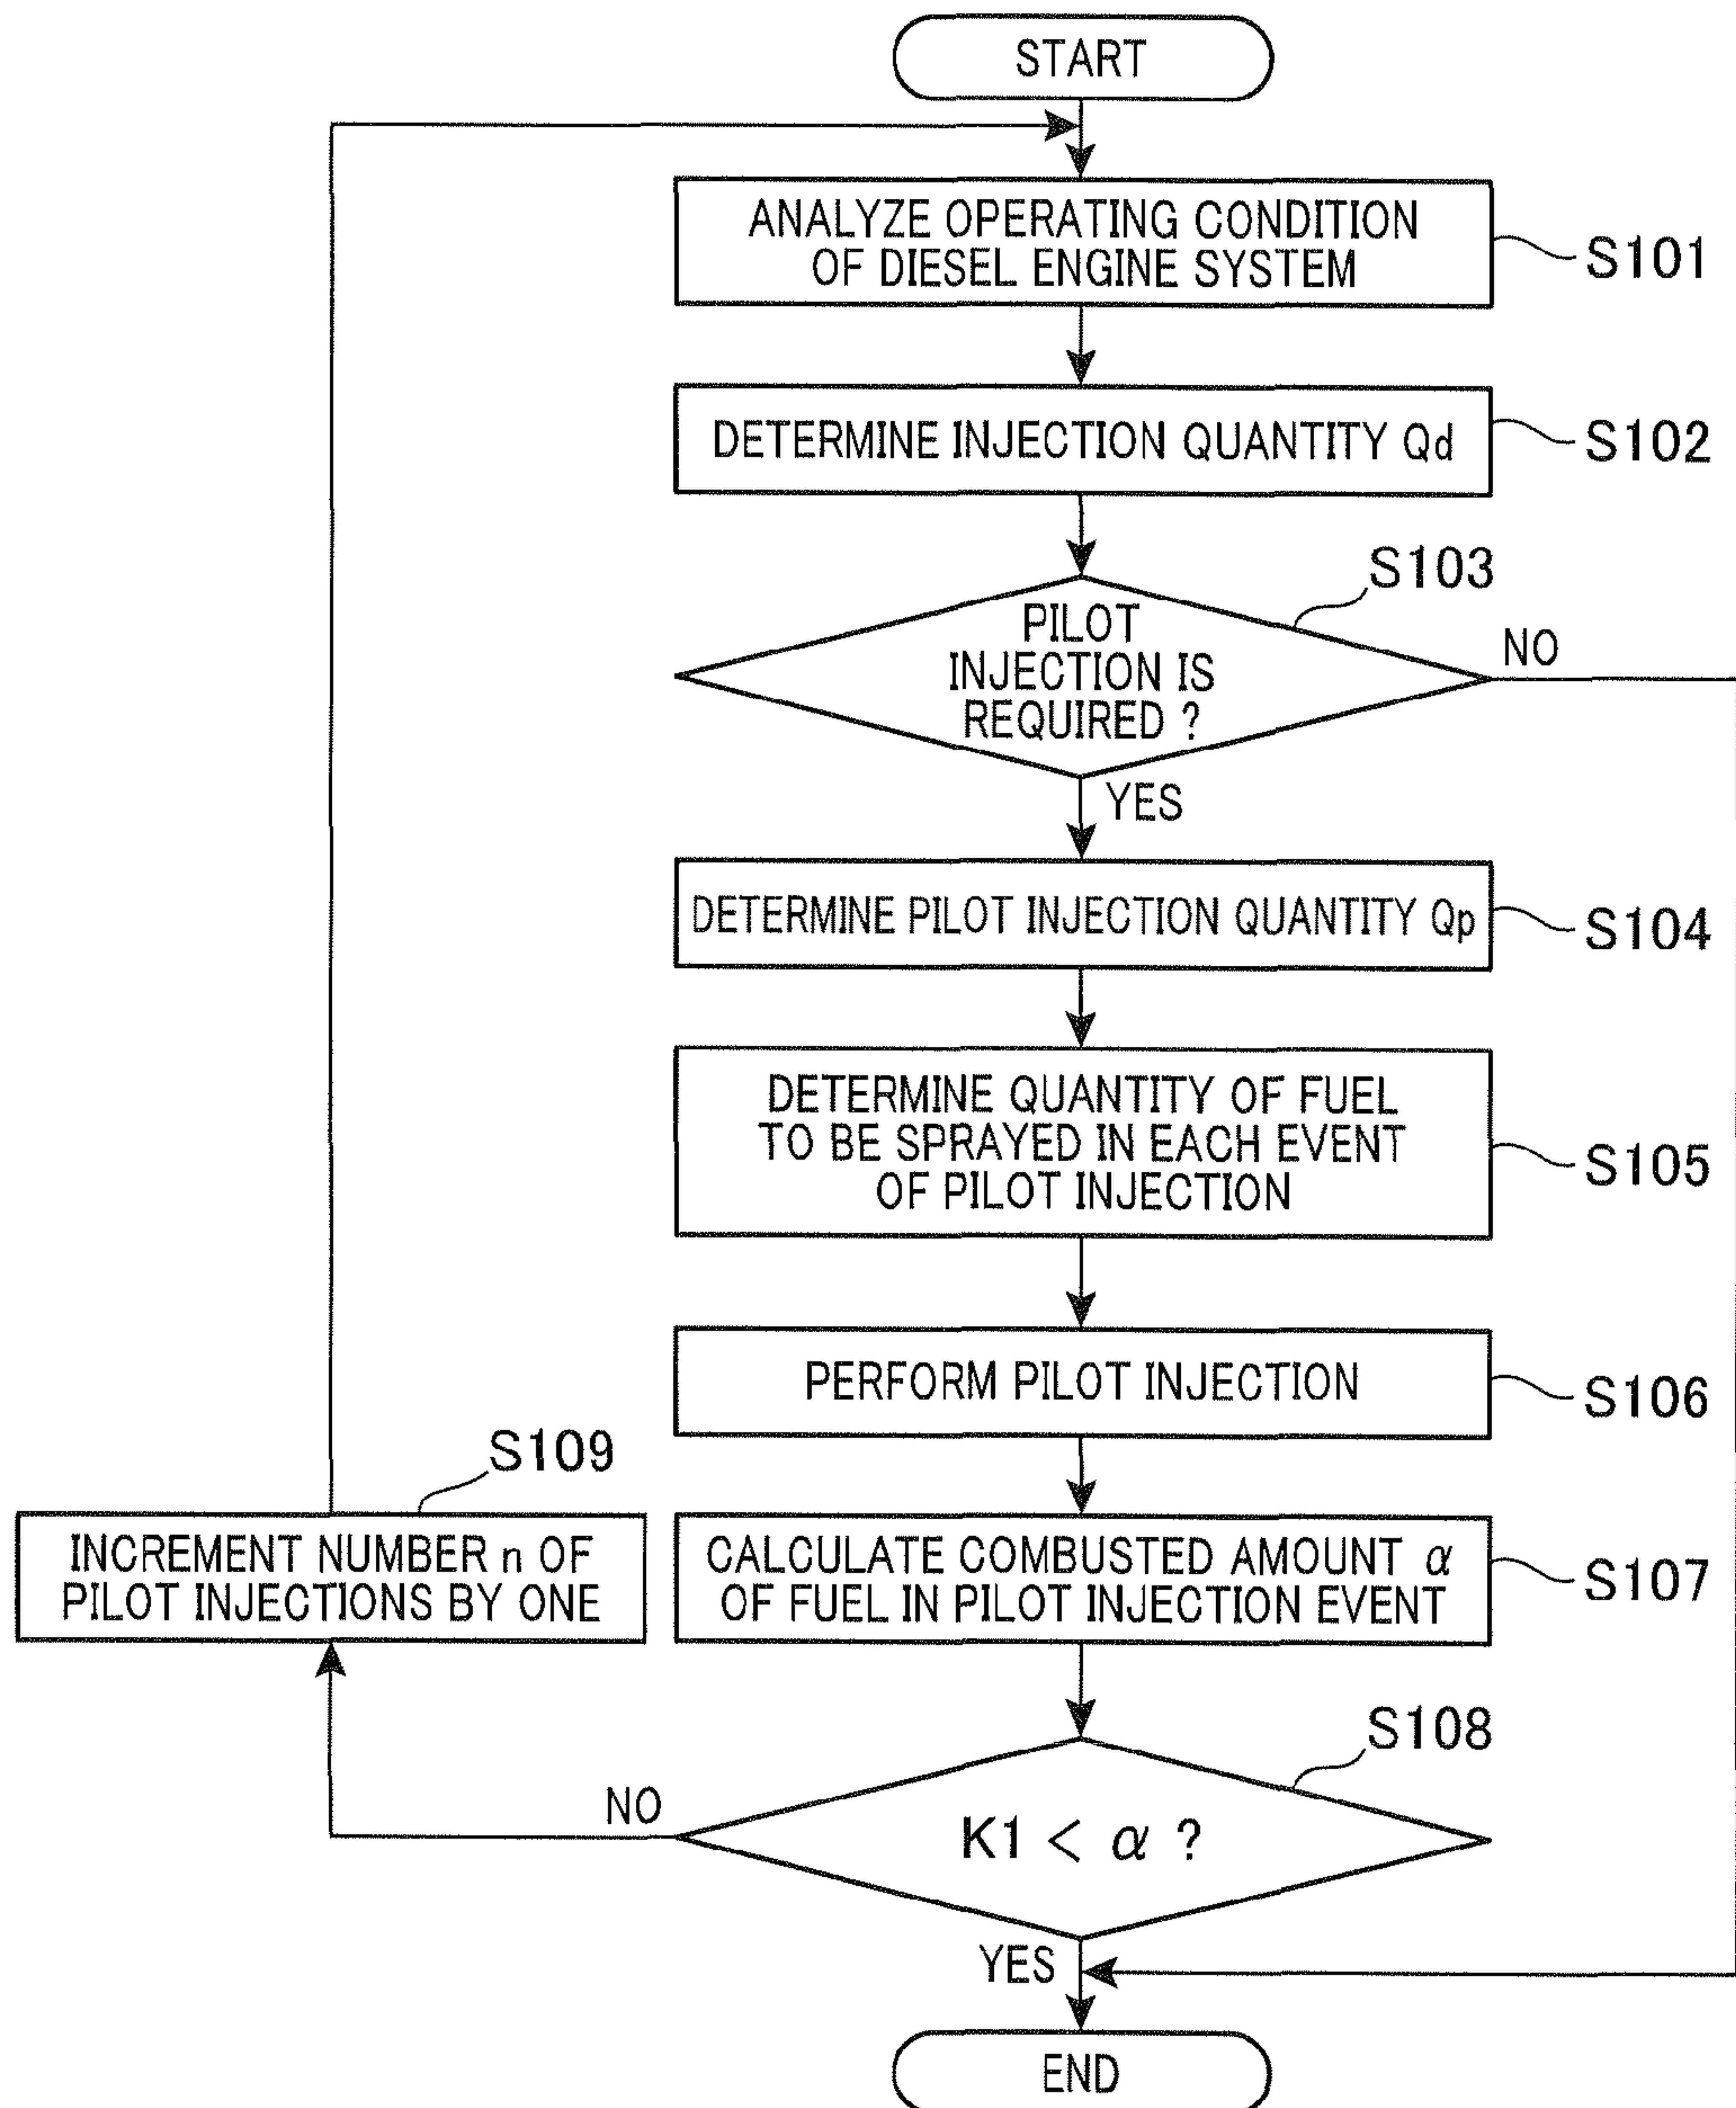 START
ANALYZE OPERATING CONDITION
OF DIESEL ENGINE SYSTEM
S101
DETERMINE INJECTION QUANTITY Qd
S102
S103
PILOT
INJECTION IS
REQUIRED ?
NO
YES
DETERMINE PILOT INJECTION QUANTITY Qp
S104
DETERMINE QUANTITY OF FUEL
TO BE SPRAYED IN EACH EVENT
OF PILOT INJECTION
S105
PERFORM PILOT INJECTION
S106
S109
INCREMENT NUMBER n OF
PILOT INJECTIONS BY ONE
CALCULATE COMBUSTED AMOUNT α
OF FUEL IN PILOT INJECTION EVENT
S107
S108
NO
K1 < α ?
YES
END